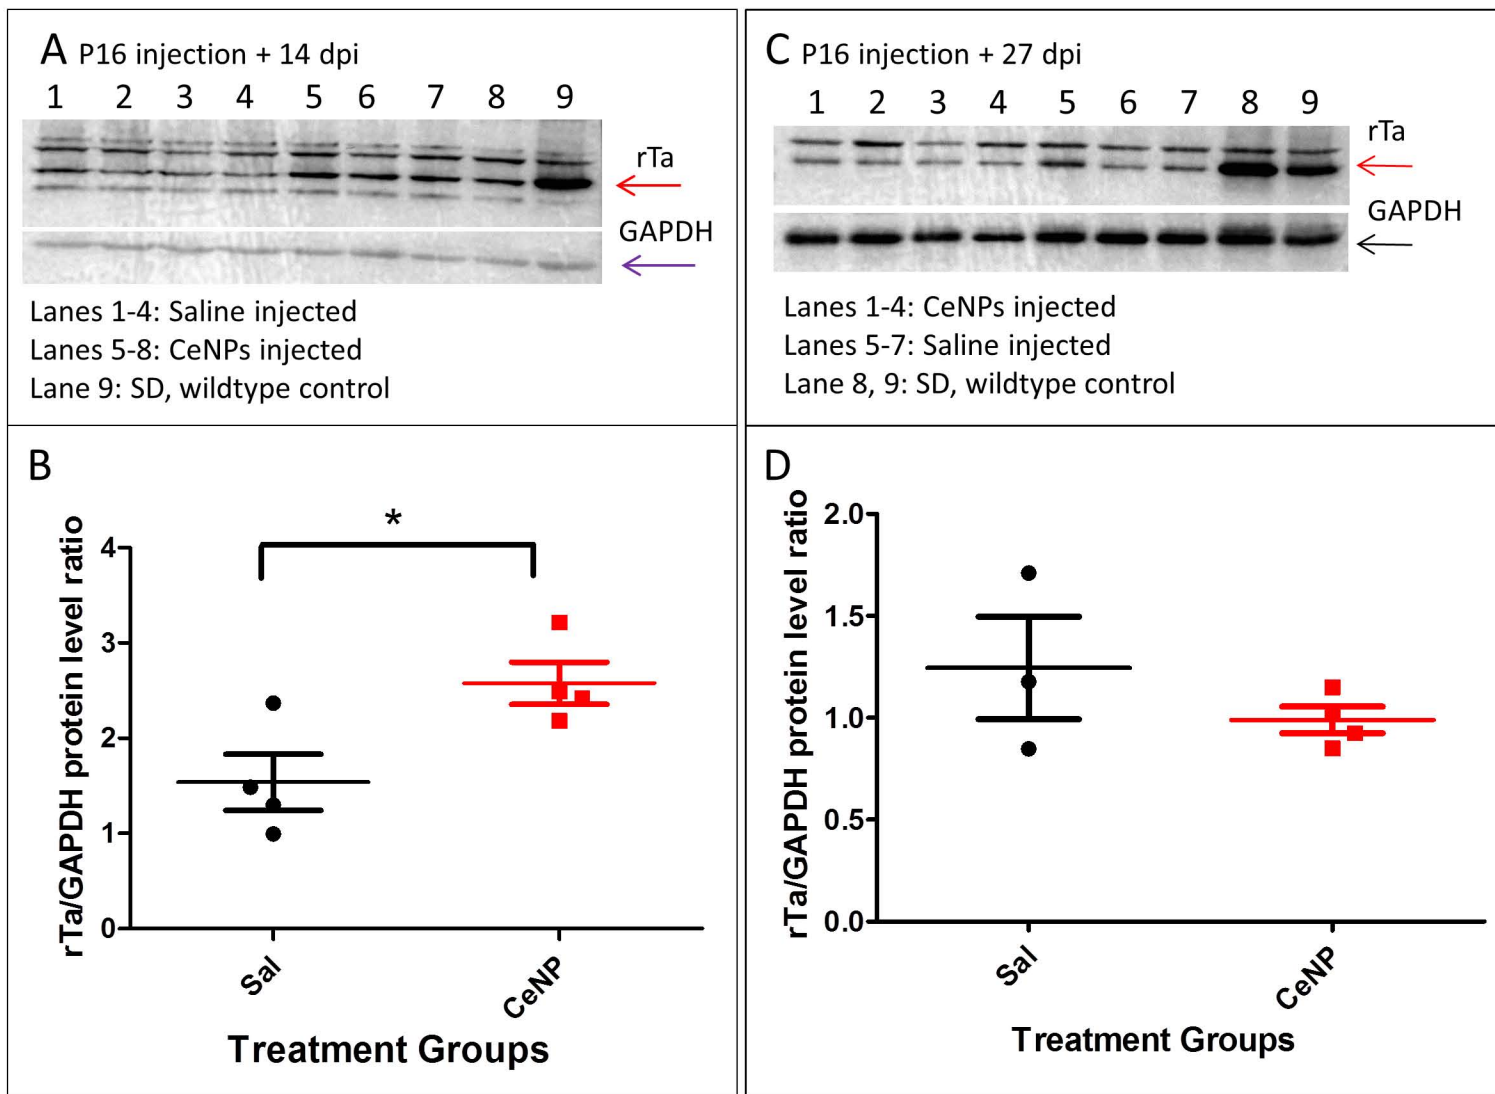 A P16 injection + 14 dpi
1 2 3 4 5 6 7 8 9
rTa
GAPDH
Lanes 1-4: Saline injected
Lanes 5-8: CeNPs injected
Lane 9: SD, wildtype control
C P16 injection + 27 dpi
1 2 3 4 5 6 7 8 9
rTa
GAPDH
Lanes 1-4: CeNPs injected
Lanes 5-7: Saline injected
Lane 8, 9: SD, wildtype control
B
rTa/GAPDH protein level ratio
4
3
2
1
0
*
Sal
CeNP
Treatment Groups
D
rTa/GAPDH protein level ratio
2.0
1.5
1.0
0.5
0.0
Sal
CeNP
Treatment Groups